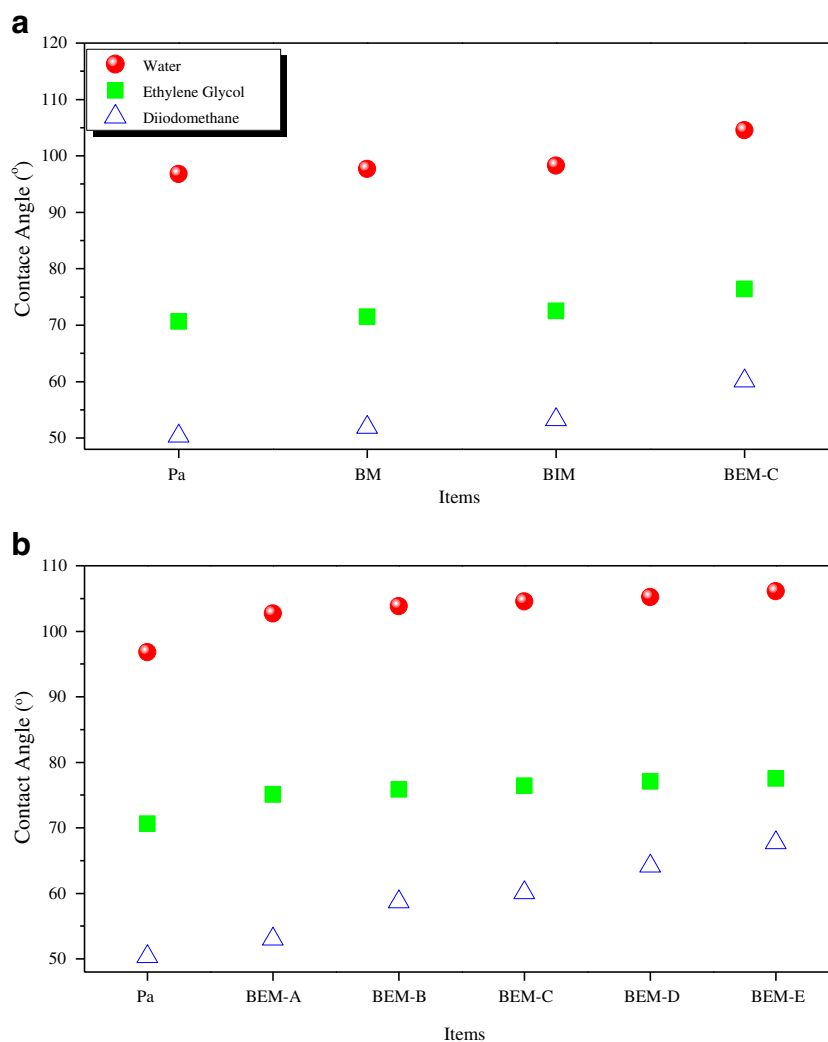 a
120
110
100
90
80
70
60
50
Contace Angle (°)
Water
Ethylene Glycol
Diiodomethane
Pa BM BIM BEM-C
Items
b
110
100
90
80
70
60
50
Contact Angle (°)
Pa BEM-A BEM-B BEM-C BEM-D BEM-E
Items